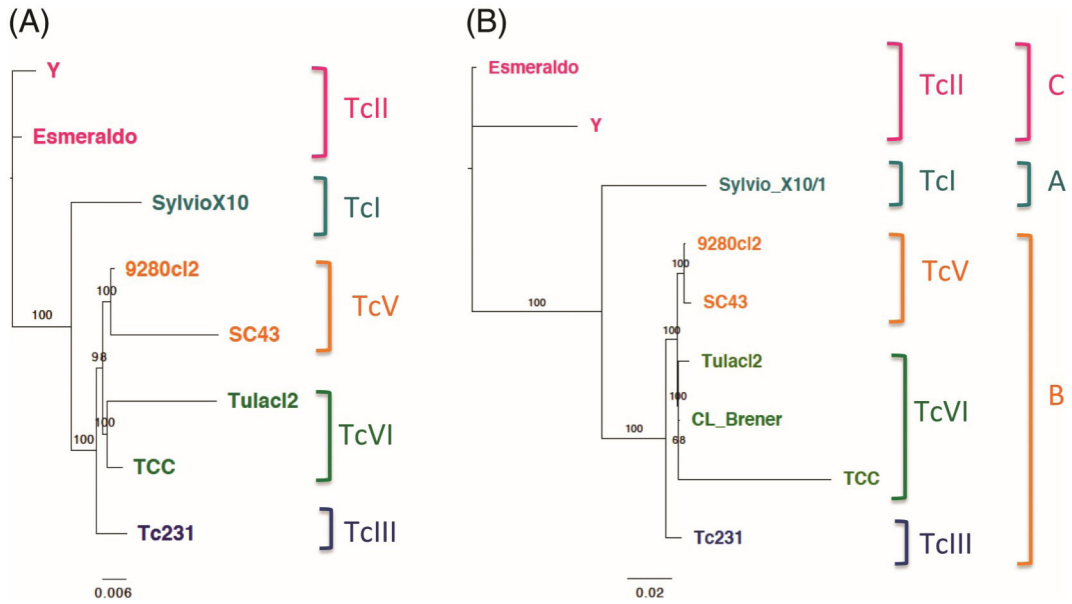 (A)
Y
Esmeraldo
TcII
SylvioX10
TcI
9280cl2
100
SC43
TcV
100
98
Tulacl2
100
TCC
TcVI
100
Tc231
TcIII
0.006
(B)
Esmeraldo
Y
TcII
C
Sylvio_X10/1
TcI
A
9280cl2
100
SC43
TcV
100
100
Tulacl2
100
CL_Brener
68
TCC
TcVI
B
100
Tc231
TcIII
0.02